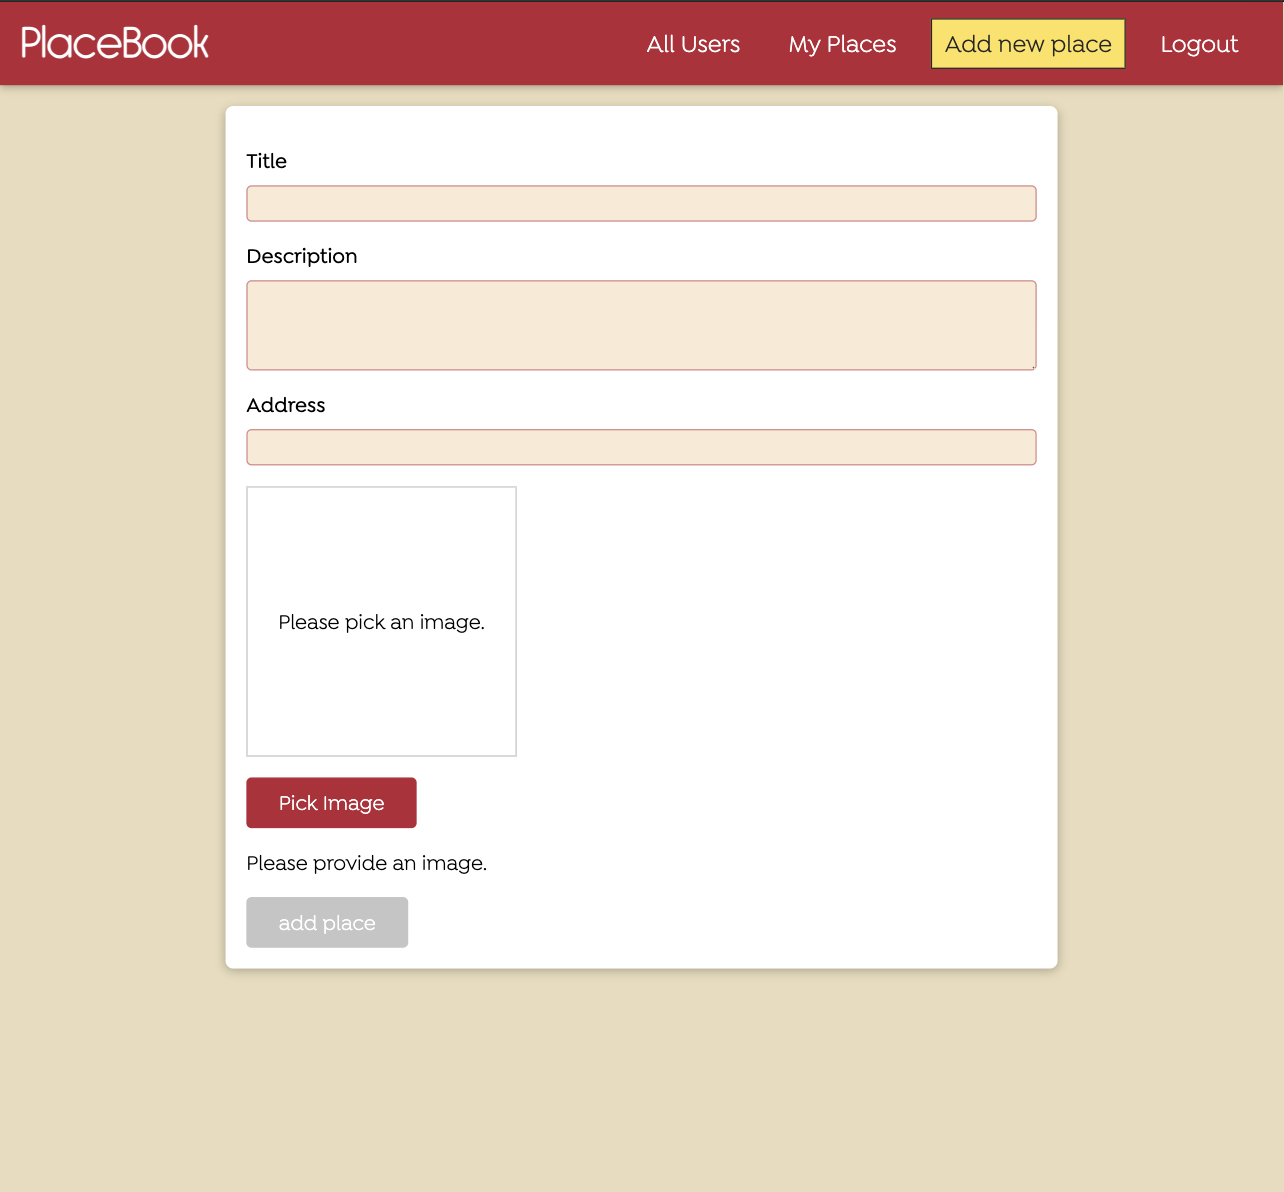 PlaceBook All Users My Places Add new place Logout
Title
Description
Address
Please pick an image.
Pick Image
Please provide an image.
add place